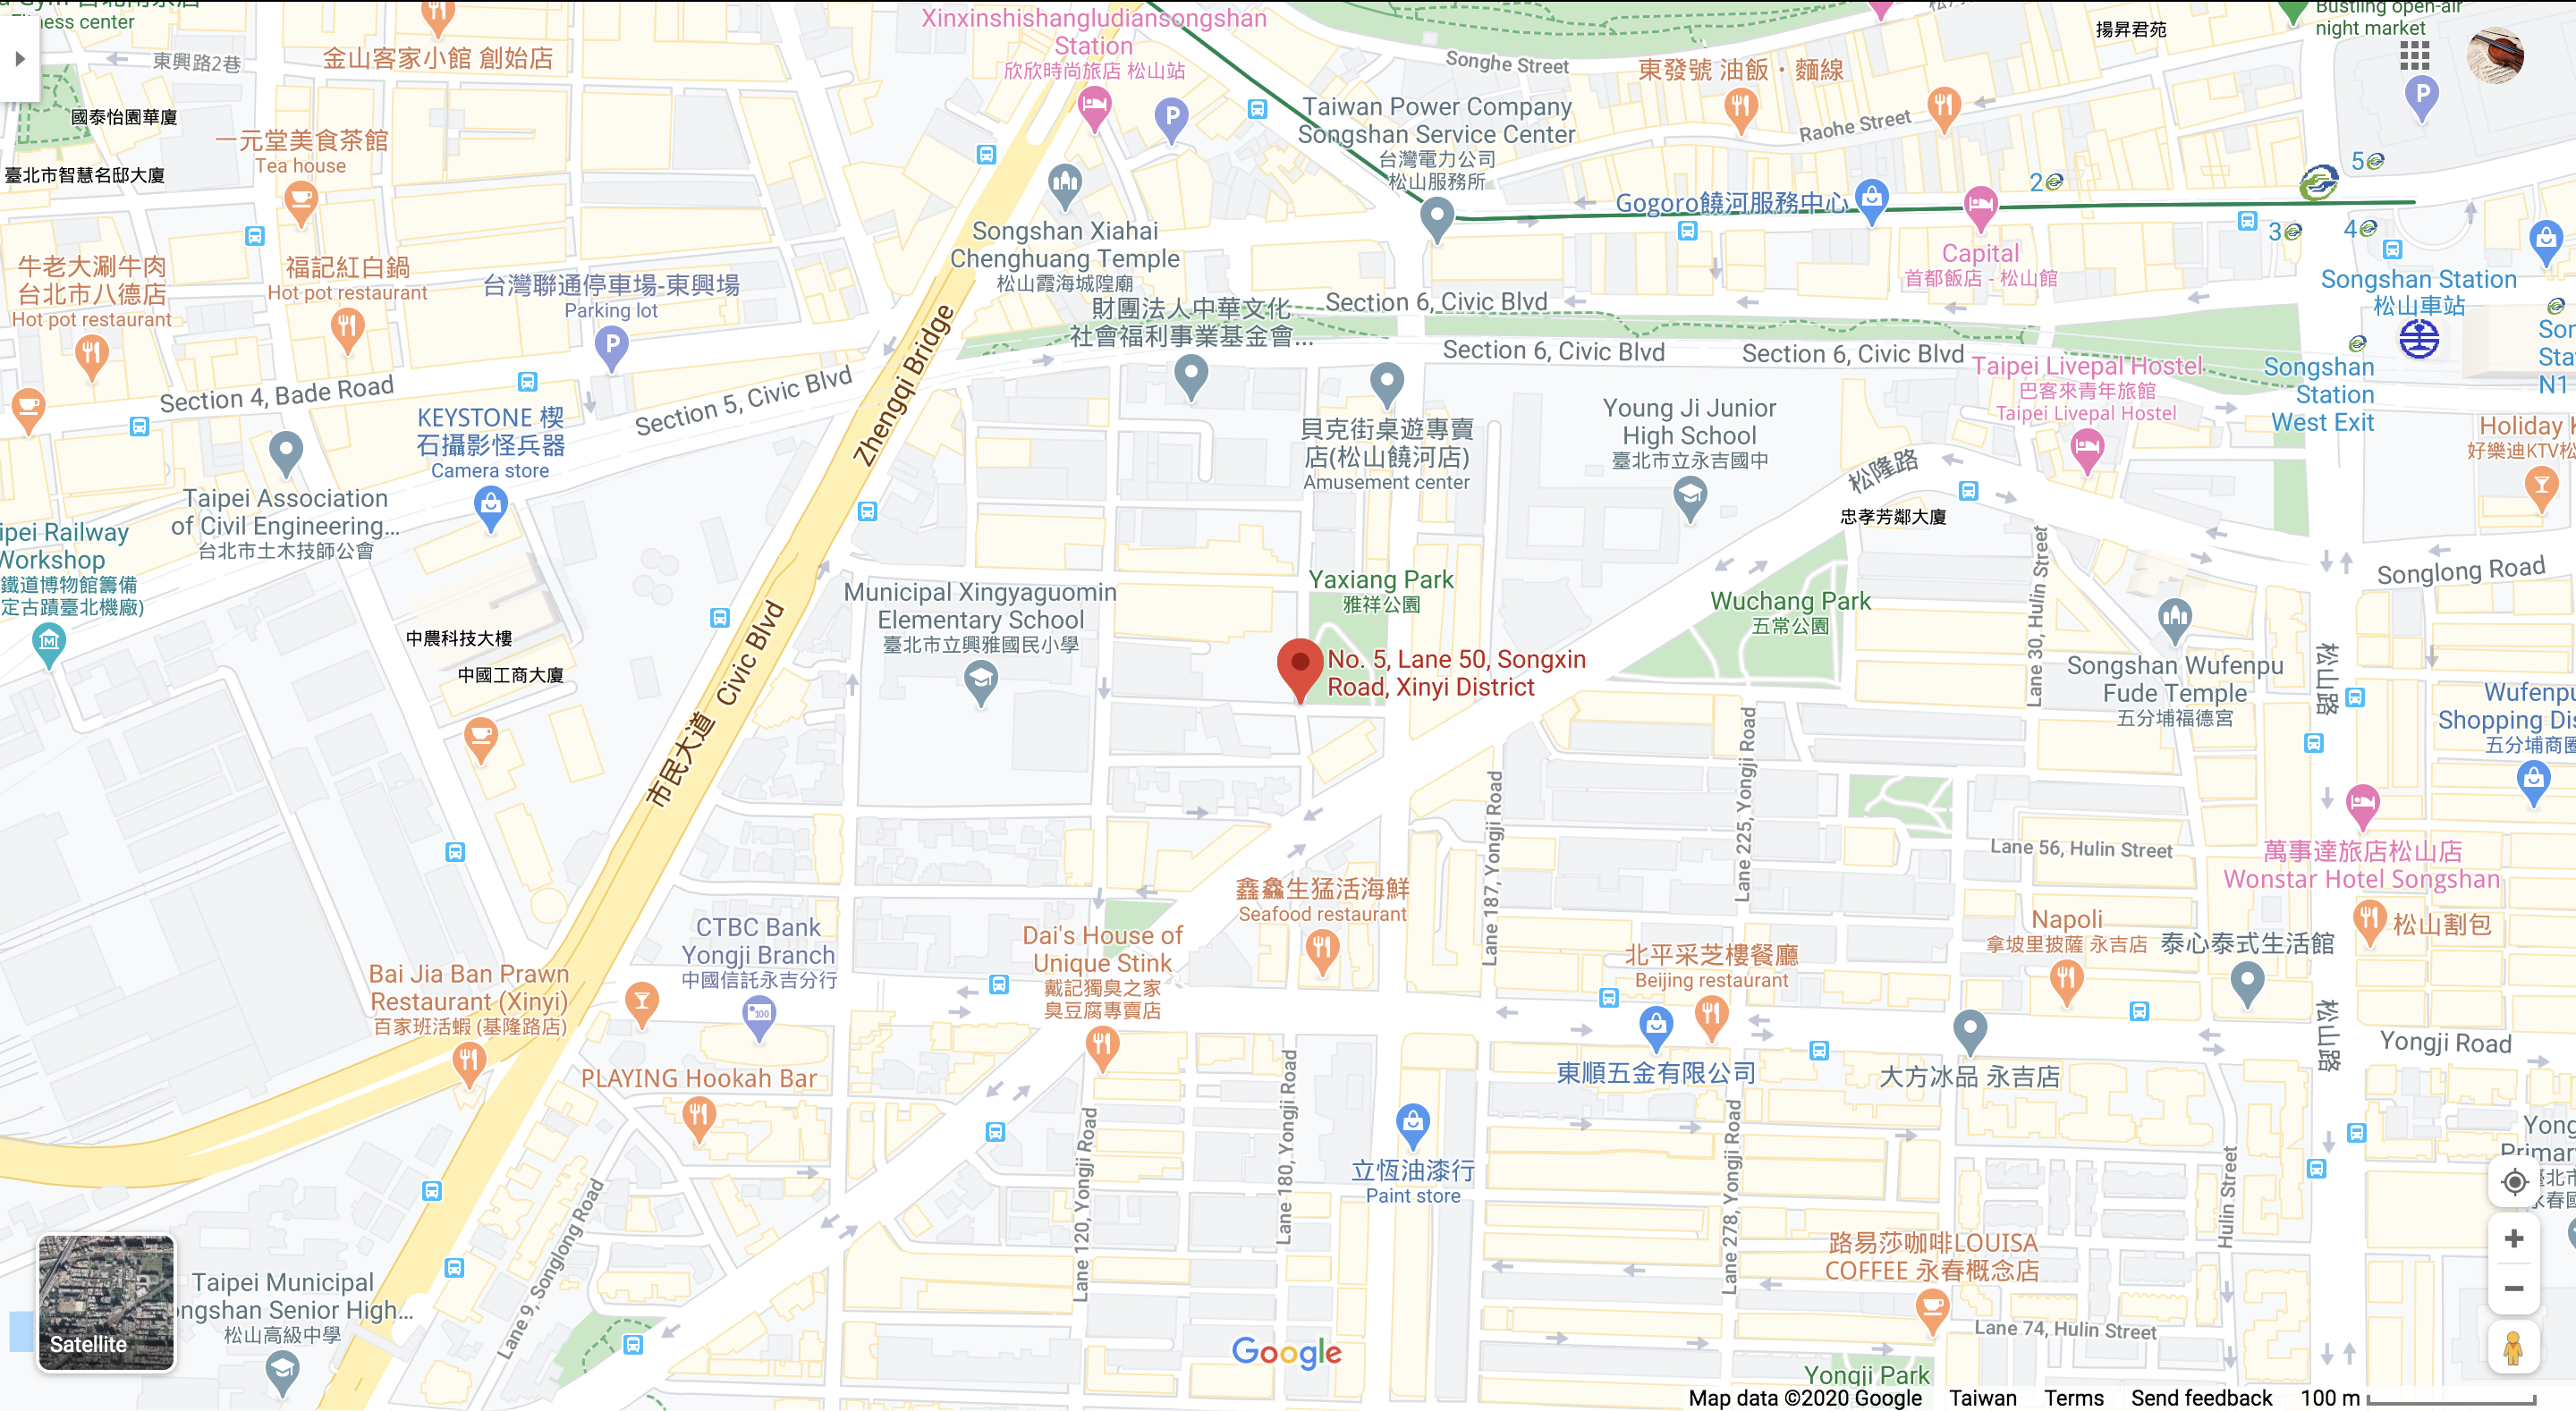 Fitness center
東興路2巷
金山客家小館 創始店
Xinxinshishangludiansongshan
Station
欣欣時尚旅店 松山站
Songhe Street
東發號 油飯・麵線
揚昇君苑
Bustling open-air
night market
國泰怡園華廈
一元堂美食茶館
Tea house
臺北市智慧名邸大廈
Taiwan Power Company
Songshan Service Center
台灣電力公司
松山服務所
Raohe Street
Gogoro饒河服務中心
2
5
3
4
Capital
首都飯店 - 松山館
Songshan Station
松山車站
牛老大涮牛肉
台北市八德店
Hot pot restaurant
福記紅白鍋
Hot pot restaurant
台灣聯通停車場-東興場
Parking lot
Songshan Xiahai
Chenghuang Temple
松山霞海城隍廟
財團法人中華文化
社會福利事業基金會...
Section 6, Civic Blvd
Section 6, Civic Blvd
Section 6, Civic Blvd
Zhengqi Bridge
Section 4, Bade Road
Section 5, Civic Blvd
Taipei Livepal Hostel
巴客來青年旅館
Taipei Livepal Hostel
Songshan
Station
West Exit
N1
KEYSTONE 楔
石攝影怪兵器
Camera store
Taipei Association
of Civil Engineering...
台北市土木技師公會
貝克街桌遊專賣
店(松山饒河店)
Amusement center
Young Ji Junior
High School
臺北市立永吉國中
松隆路
忠孝芳鄰大廈
Holiday K
好樂迪KTV松
ipei Railway
Workshop
鐵道博物館籌備
定古蹟臺北機廠)
中農科技大樓
中國工商大廈
市民大道 Civic Blvd
Municipal Xingyaguomin
Elementary School
臺北市立興雅國民小學
Yaxiang Park
雅祥公園
No. 5, Lane 50, Songxin
Road, Xinyi District
Wuchang Park
五常公園
Lane 30, Hulin Street
Songlong Road
Songshan Wufenpu
Fude Temple
五分埔福德宮
松山路
Wufenpu
Shopping Dis
五分埔商圈
Lane 187, Yongji Road
Lane 225, Yongji Road
Lane 56, Hulin Street
萬事達旅店松山店
Wonstar Hotel Songshan
松山割包
鑫鱻生猛活海鮮
Seafood restaurant
CTBC Bank
Yongji Branch
中國信託永吉分行
Dai's House of
Unique Stink
戴記獨臭之家
臭豆腐專賣店
Bai Jia Ban Prawn
Restaurant (Xinyi)
百家班活蝦 (基隆路店)
PLAYING Hookah Bar
北平采芝樓餐廳
Beijing restaurant
Napoli
拿坡里披薩 永吉店
泰心泰式生活館
松山路
Yongji Road
東順五金有限公司
大方冰品 永吉店
Lane 120, Yongji Road
Lane 180, Yongji Road
立恆油漆行
Paint store
Lane 278, Yongji Road
Hulin Street
Yong
Primar
臺北市
永春國
Lane 9, Songlong Road
Taipei Municipal
ongshan Senior High...
松山高級中學
Satellite
路易莎咖啡LOUISA
COFFEE 永春概念店
Lane 74, Hulin Street
Yongji Park
Google
Map data ©2020 Google Taiwan Terms Send feedback 100 m